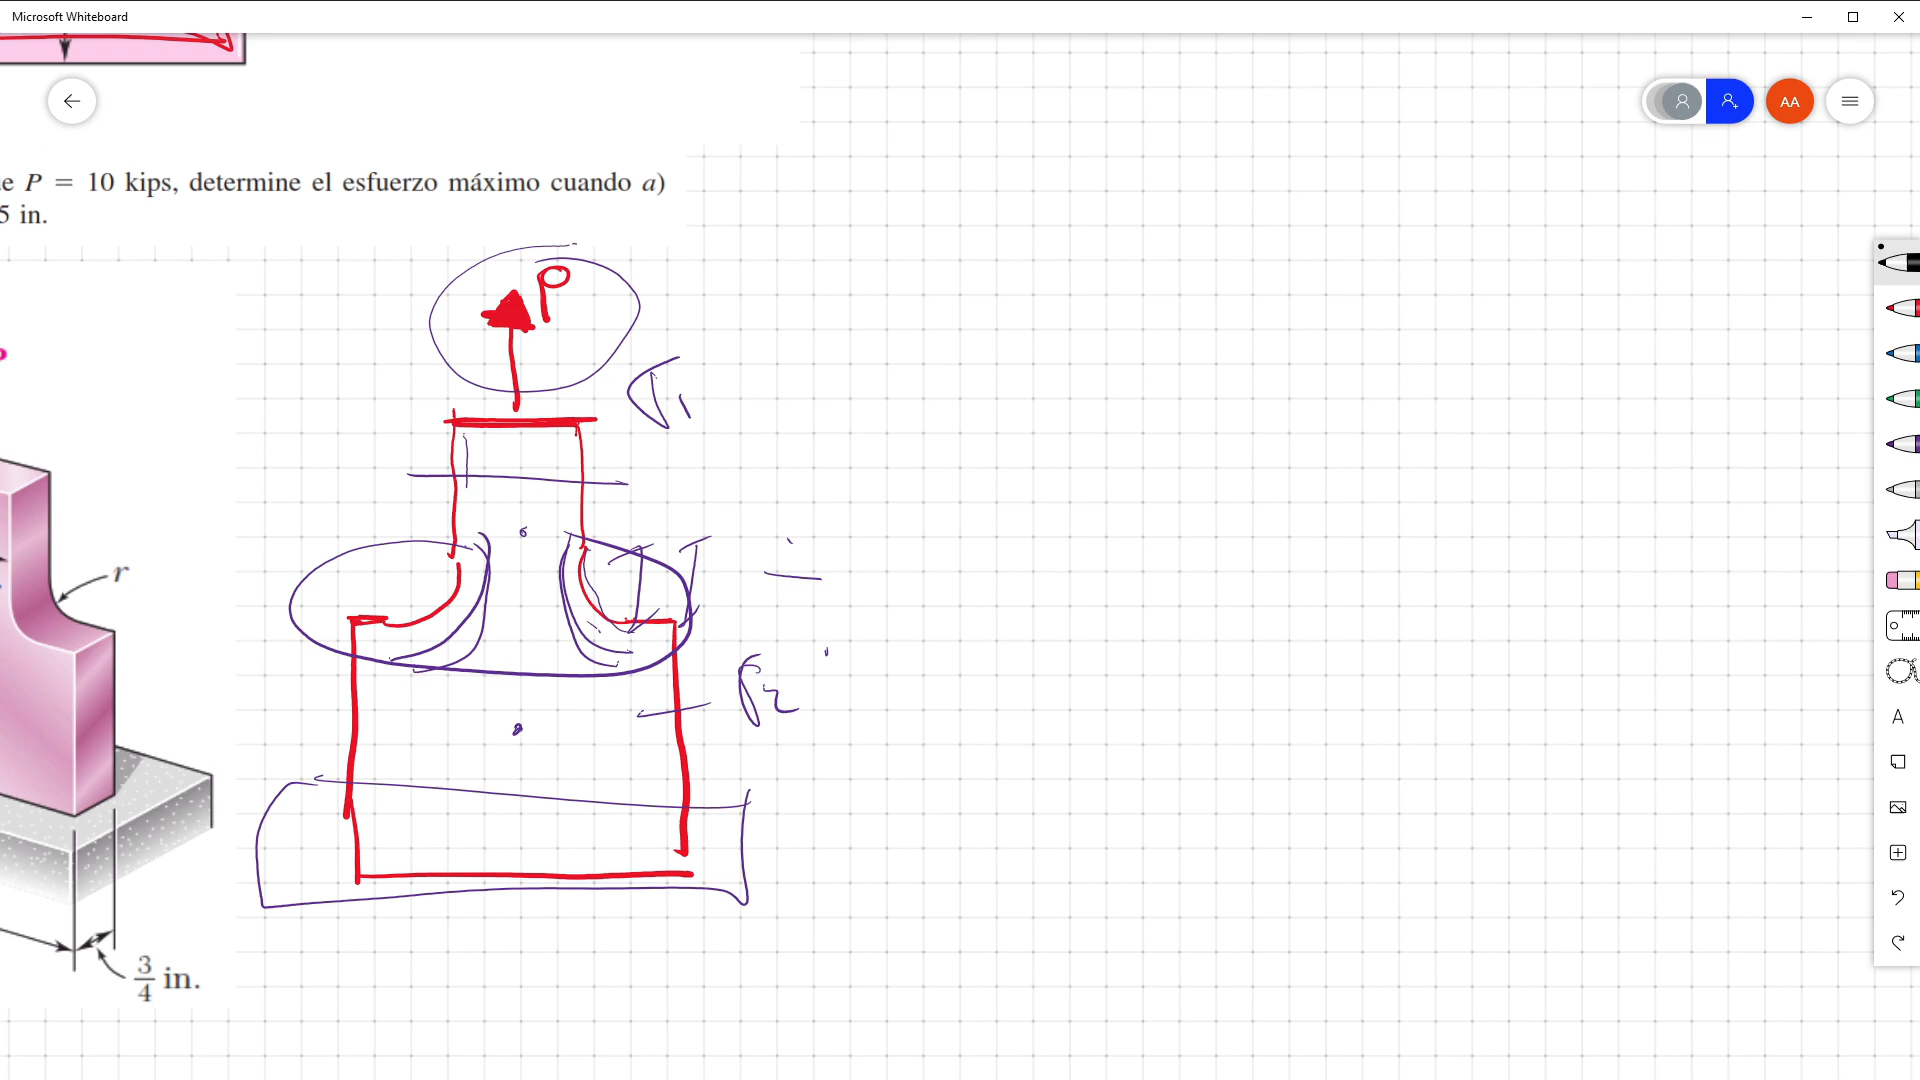 Microsoft Whiteboard
AA
e P = 10 kips, determine el esfuerzo máximo cuando a)
5 in.
P
σ1
r
σ2
3/4 in.
A